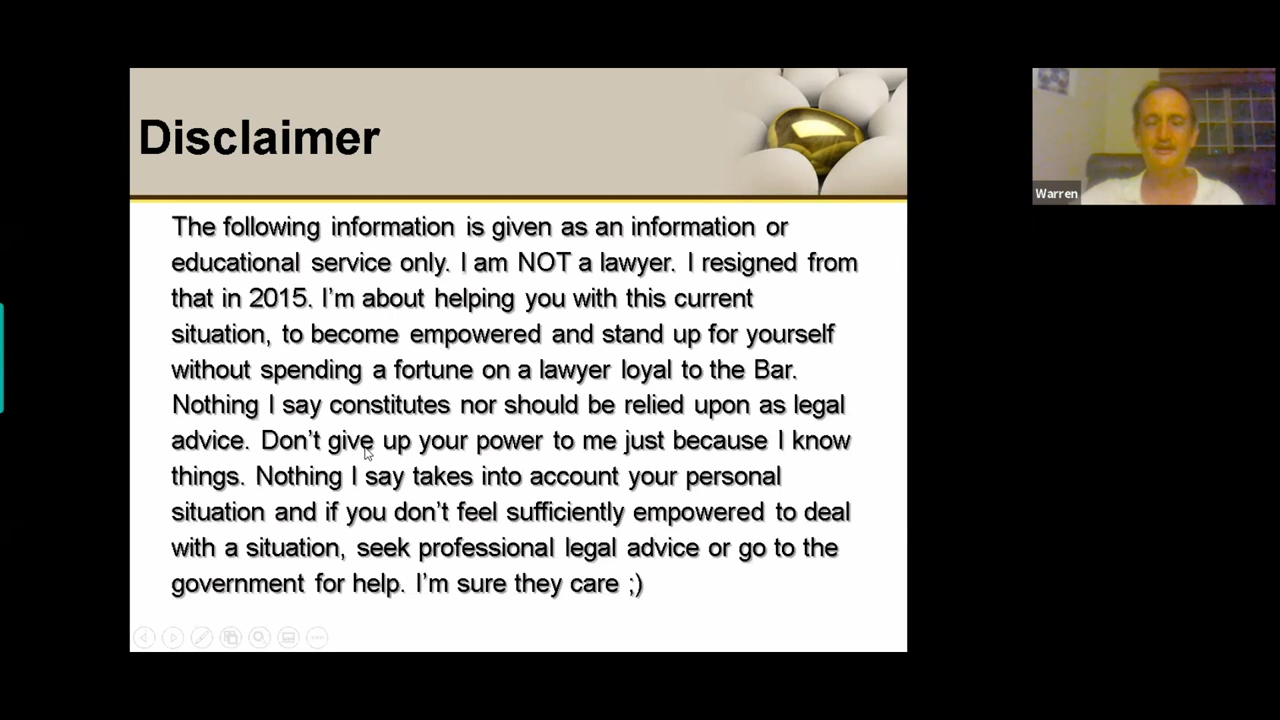 Disclaimer
The following information is given as an information or
educational service only. I am NOT a lawyer. I resigned from
that in 2015. I'm about helping you with this current
situation, to become empowered and stand up for yourself
without spending a fortune on a lawyer loyal to the Bar.
Nothing I say constitutes nor should be relied upon as legal
advice. Don't give up your power to me just because I know
things. Nothing I say takes into account your personal
situation and if you don't feel sufficiently empowered to deal
with a situation, seek professional legal advice or go to the
government for help. I'm sure they care ;)
Warren